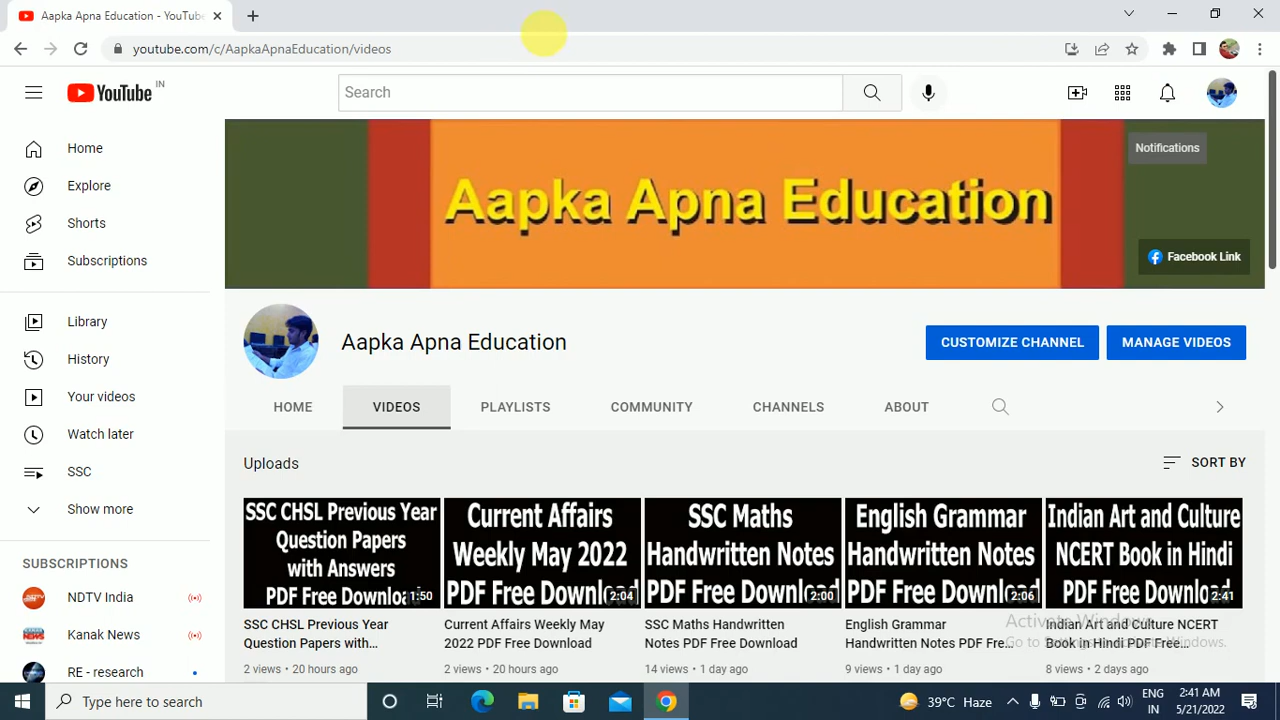 Aapka Apna Education - YouTube
youtube.com/c/AapkaApnaEducation/videos
YouTube IN
Search
Home
Explore
Shorts
Subscriptions
Library
History
Your videos
Watch later
SSC
Show more
SUBSCRIPTIONS
NDTV India
Kanak News
RE - research
Aapka Apna Education
Notifications
Facebook Link
Aapka Apna Education
CUSTOMIZE CHANNEL
MANAGE VIDEOS
HOME VIDEOS PLAYLISTS COMMUNITY CHANNELS ABOUT
Uploads
SORT BY
SSC CHSL Previous Year
Question Papers
with Answers
PDF Free Download
1:50
SSC CHSL Previous Year
Question Papers with...
2 views • 20 hours ago
Current Affairs
Weekly May 2022
PDF Free Download
2:04
Current Affairs Weekly May
2022 PDF Free Download
2 views • 20 hours ago
SSC Maths
Handwritten Notes
PDF Free Download
2:00
SSC Maths Handwritten
Notes PDF Free Download
14 views • 1 day ago
English Grammar
Handwritten Notes
PDF Free Download
2:06
English Grammar
Handwritten Notes PDF Fre...
9 views • 1 day ago
Indian Art and Culture
NCERT Book in Hindi
PDF Free Download
2:41
Indian Art and Culture NCERT
Book in Hindi PDF Free...
8 views • 2 days ago
Activate Windows
Go to Settings to activate Windows.
Type here to search
39°C Haze
ENG
IN
2:41 AM
5/21/2022